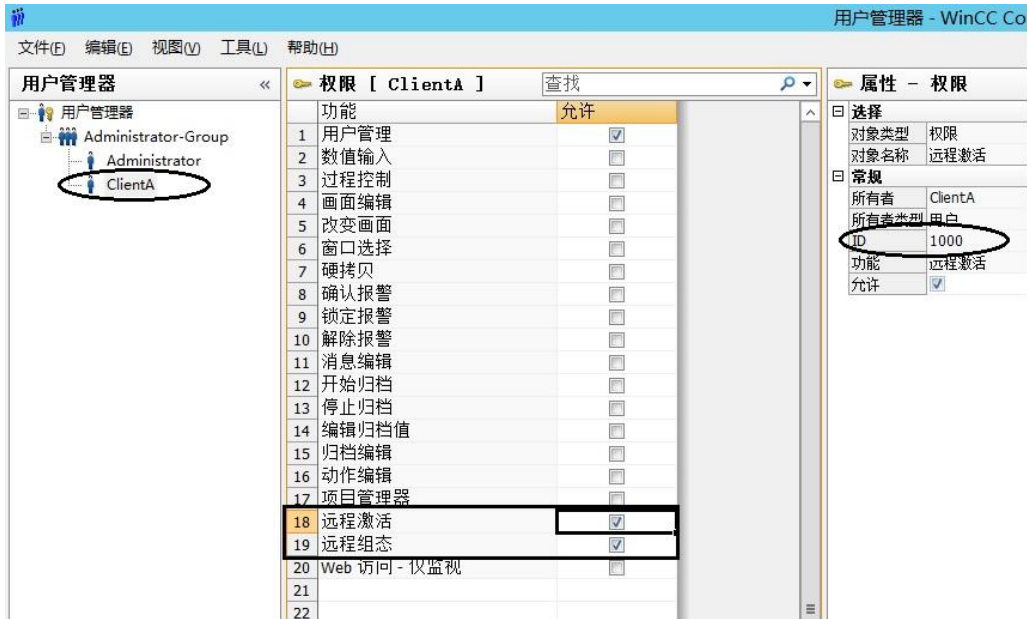 用户管理器 - WinCC Co
文件(F) 编辑(E) 视图(V) 工具(L) 帮助(H)
用户管理器 «
用户管理器
Administrator-Group
Administrator
ClientA
权限 [ ClientA ] 查找
功能 允许
1 用户管理
2 数值输入
3 过程控制
4 画面编辑
5 改变画面
6 窗口选择
7 硬拷贝
8 确认报警
9 锁定报警
10 解除报警
11 消息编辑
12 开始归档
13 停止归档
14 编辑归档值
15 归档编辑
16 动作编辑
17 项目管理器
18 远程激活
19 远程组态
20 Web 访问 - 仅监视
21
22
属性 - 权限
选择
对象类型 权限
对象名称 远程激活
常规
所有者 ClientA
所有者类型 用户
ID 1000
功能 远程激活
允许